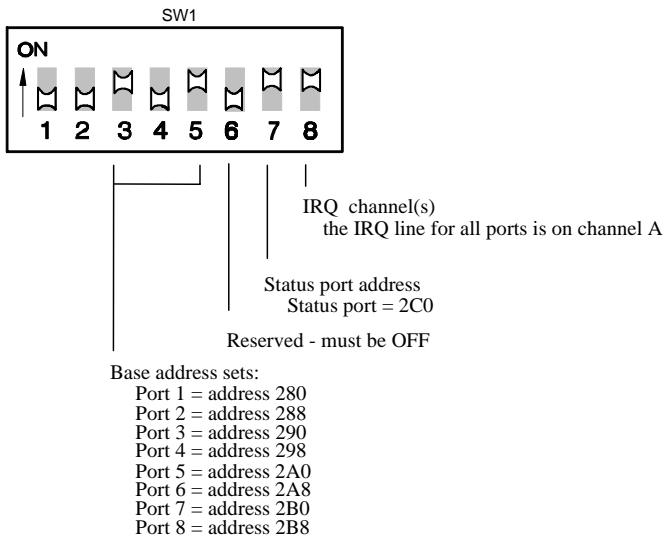 SW1
ON
1 2 3 4 5 6 7 8
IRQ channel(s)
the IRQ line for all ports is on channel A
Status port address
Status port = 2C0
Reserved - must be OFF
Base address sets:
Port 1 = address 280
Port 2 = address 288
Port 3 = address 290
Port 4 = address 298
Port 5 = address 2A0
Port 6 = address 2A8
Port 7 = address 2B0
Port 8 = address 2B8